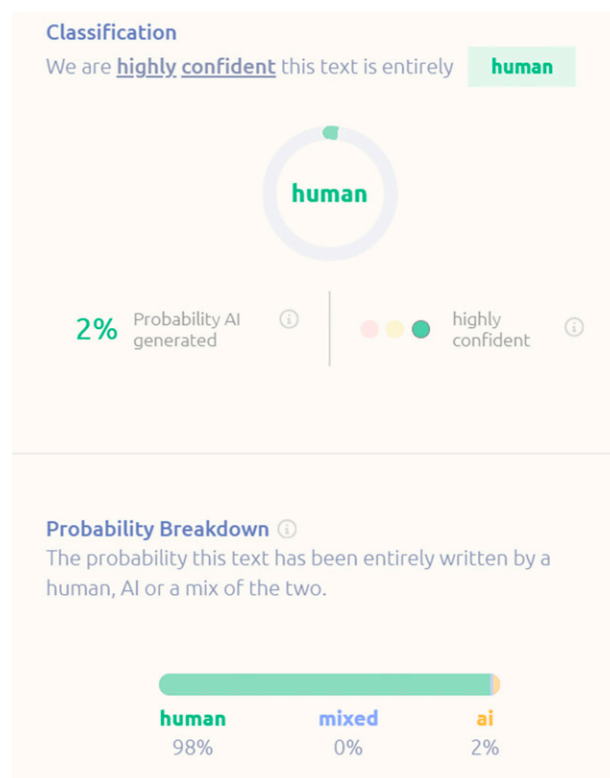 Classification
We are highly confident this text is entirely human
human
2% Probability AI
generated
highly
confident
Probability Breakdown
The probability this text has been entirely written by a
human, AI or a mix of the two.
human mixed ai
98% 0% 2%